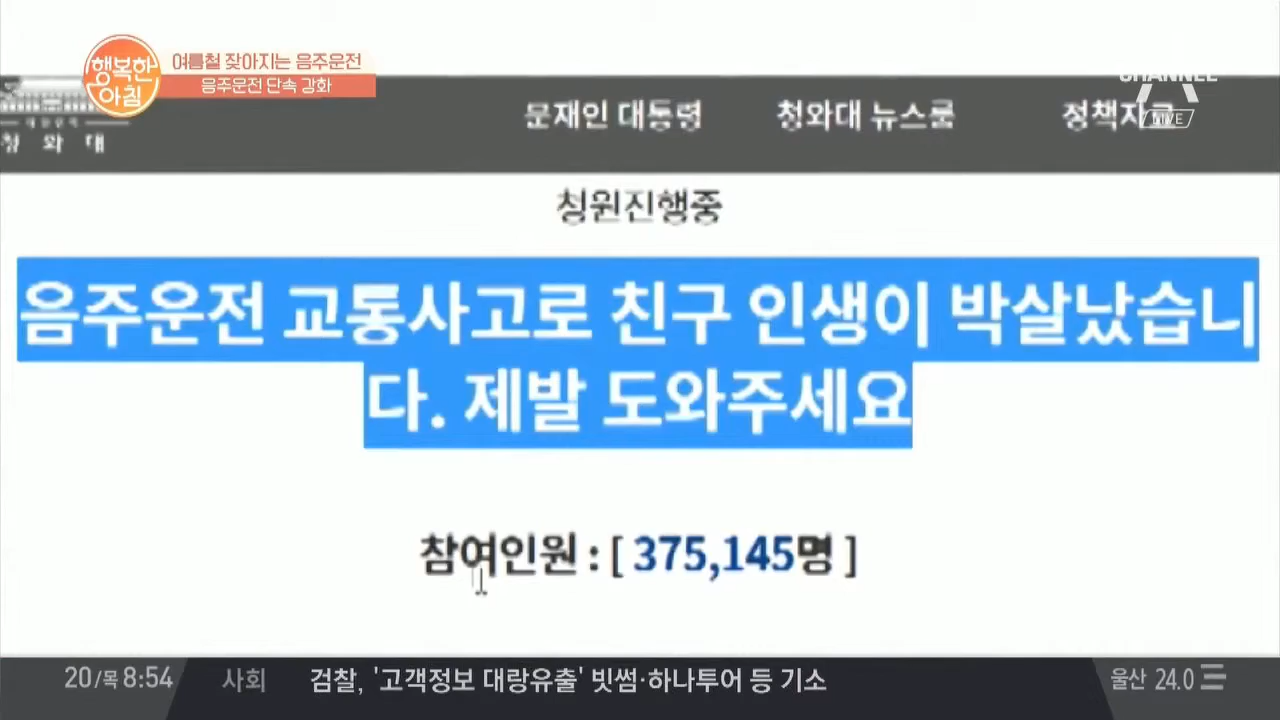 행복한
아침
여름철 잦아지는 음주운전
음주운전 단속 강화
CHANNEL A
LIVE
청 와 대
문재인 대통령
청와대 뉴스룸
정책자료
청원진행중
음주운전 교통사고로 친구 인생이 박살났습니
다. 제발 도와주세요
참여인원 : [ 375,145명 ]
20/목 8:54
사회
검찰, '고객정보 대량유출' 빗썸·하나투어 등 기소
울산 24.0